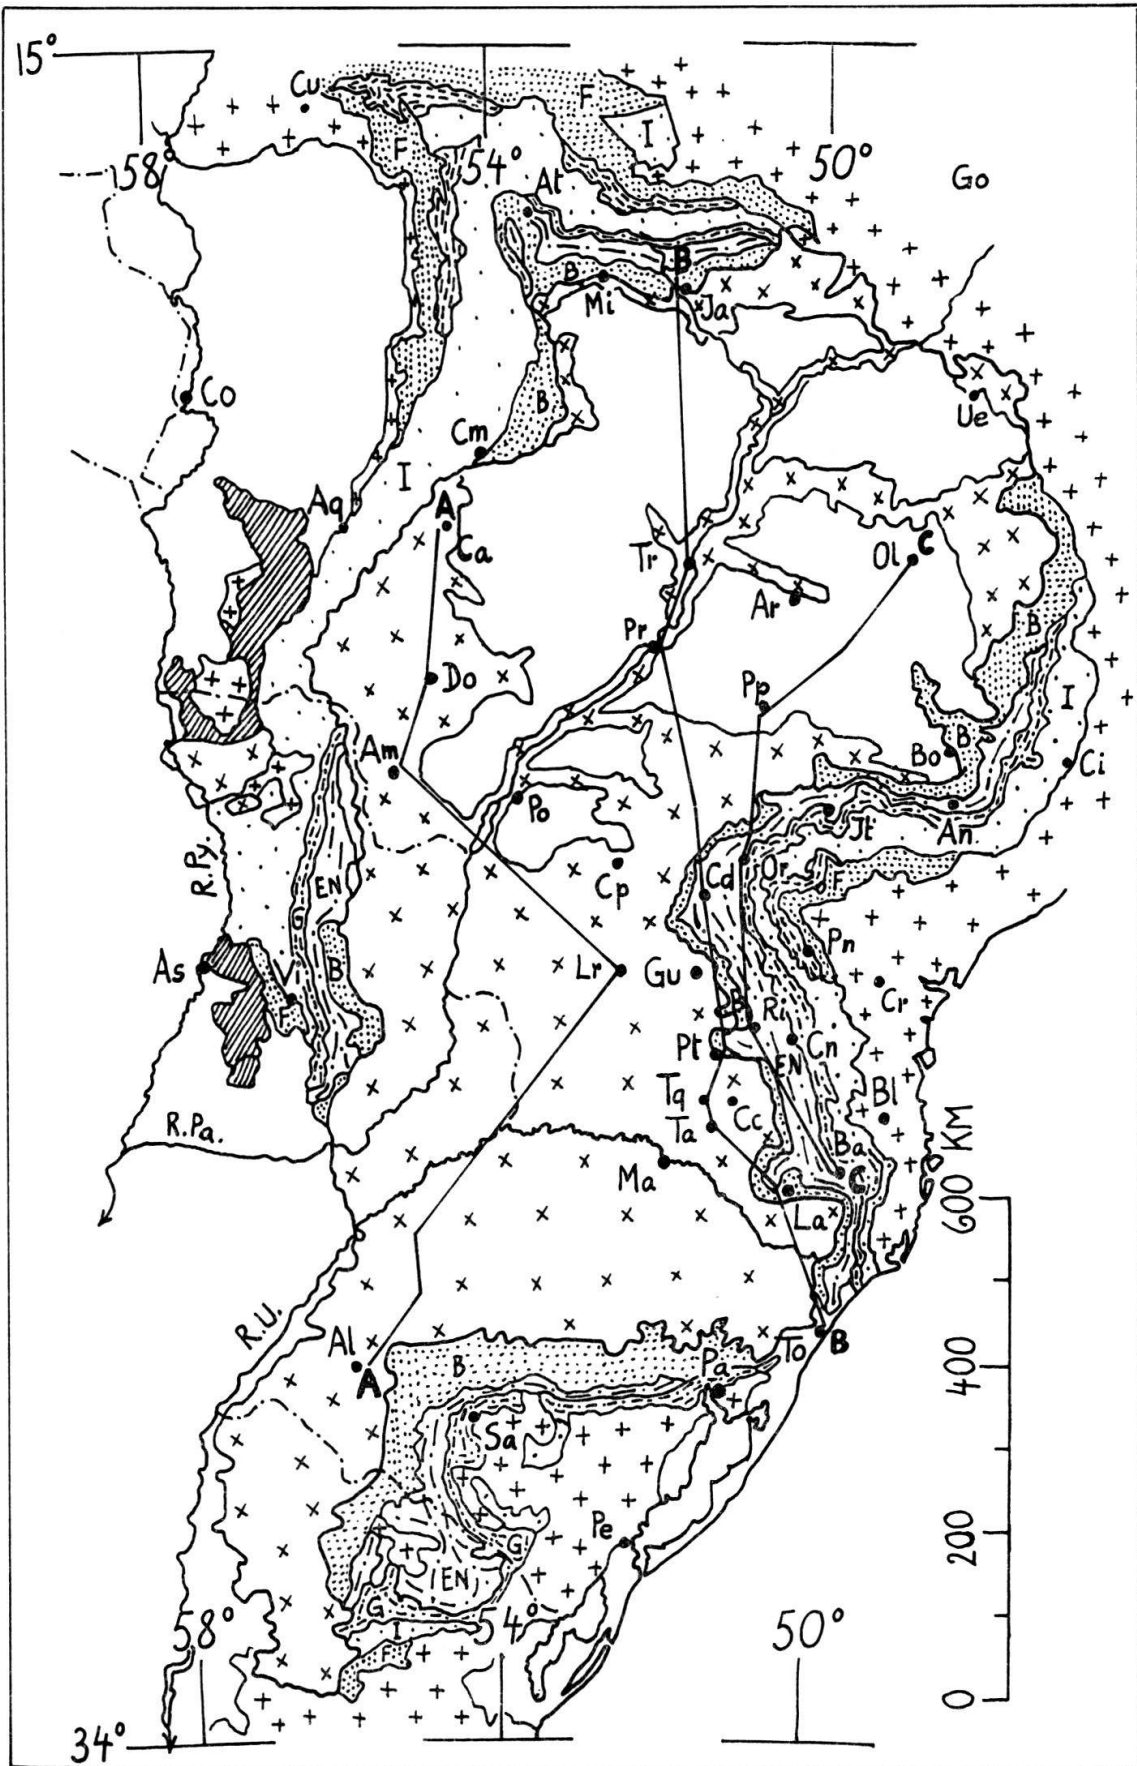 15°
Cu
F
I
58°
F
54°
50°
Go
At
B
B
Mi
Ja
Co
B
Ue
Cm
I
Aq
A
Ca
Tr
Ol
C
Ar
B
Pr
Do
Pp
I
Am
Bo
B
Ci
Po
Jt
An
R.Py.
EN
Cp
Cd
Or
F
G
Pn
As
Vi
B
Lr
Gu
Cr
F
B
Ri
Pt
EN
Cn
Tq
Cc
Bl
Ta
R.Pa.
Ba
C
Ma
La
600 KM
R.U.
Al
A
B
To
B
Pa
400
Sa
Pe
200
G
EN
G
I
58°
54°
50°
F
0
34°